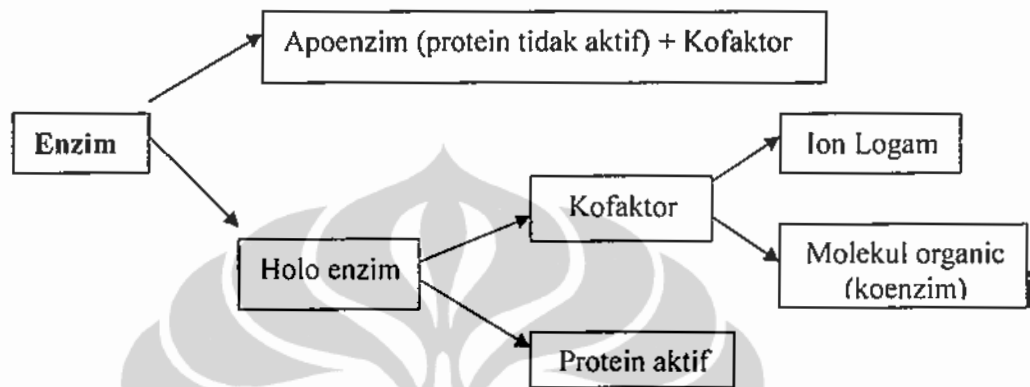 Apoenzim (protein tidak aktif) + Kofaktor
Enzim
Ion Logam
Kofaktor
Holo enzim
Molekul organic
(koenzim)
Protein aktif